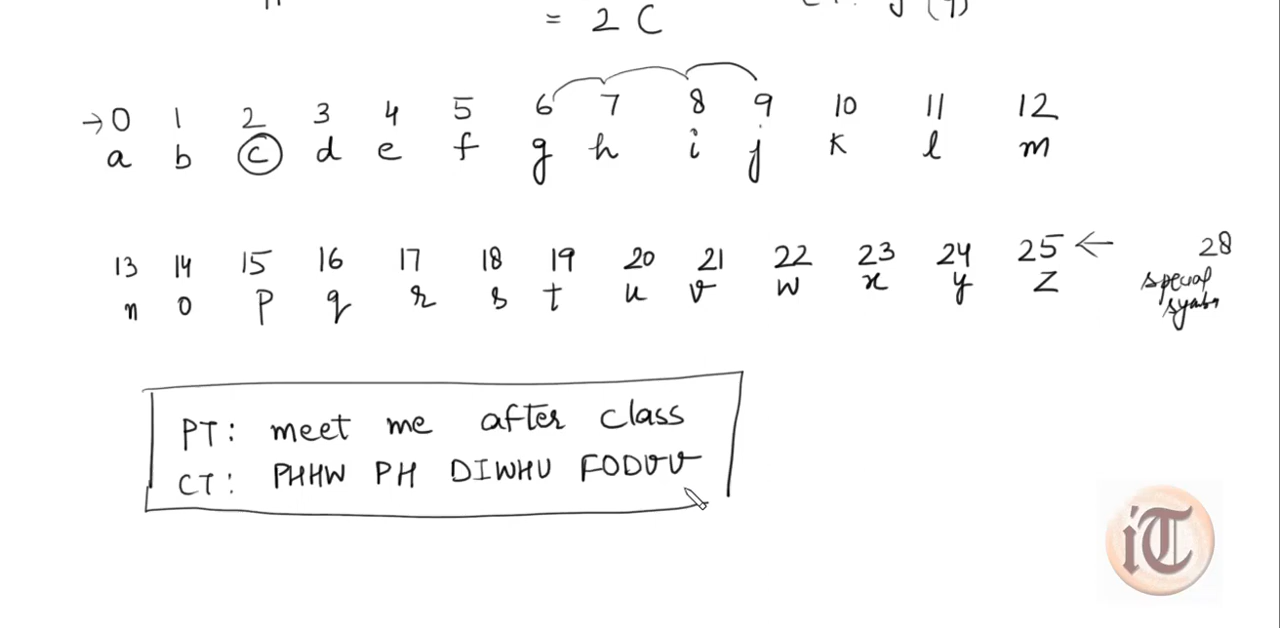 = 2 C
→ 0 1 2 3 4 5 6 7 8 9 10 11 12
a b c d e f g h i j k l m
13 14 15 16 17 18 19 20 21 22 23 24 25 ← 28
n o p q r s t u v w x y z special
PT: meet me after class
CT: PHHW PH DIWHU FODVV
iT